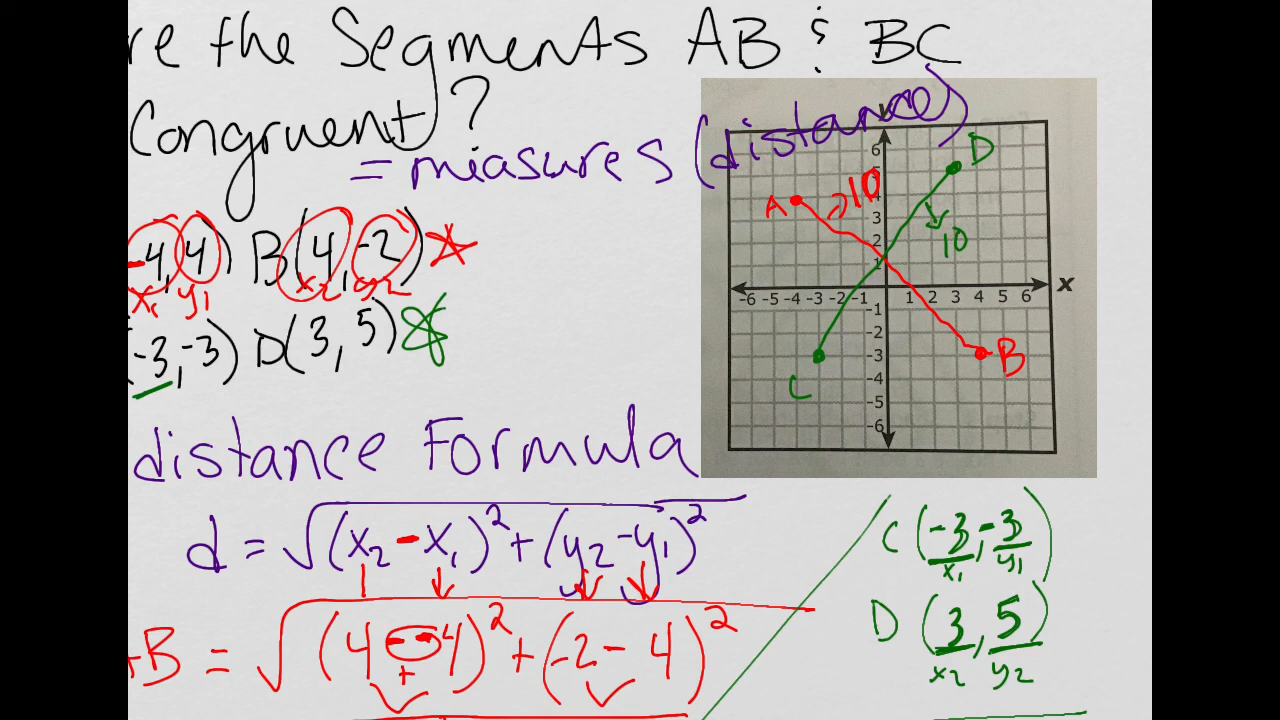 re the Segments AB & BC
Congruent?
= measures (distance)
-4, 4) B(4, -2)
x1 y1 x2 y2
-3, -3) D(3, 5)
distance Formula
d = √(x2 - x1)² + (y2 - y1)²
B = √(4 - -4)² + (-2 - 4)²
+
y
6
5
4
3
2
1
-6 -5 -4 -3 -2 -1 1 2 3 4 5 6 x
-1
-2
-3
-4
-5
-6
A 10
D
10
C
B
C (-3, -3)
x1 y1
D (3, 5)
x2 y2